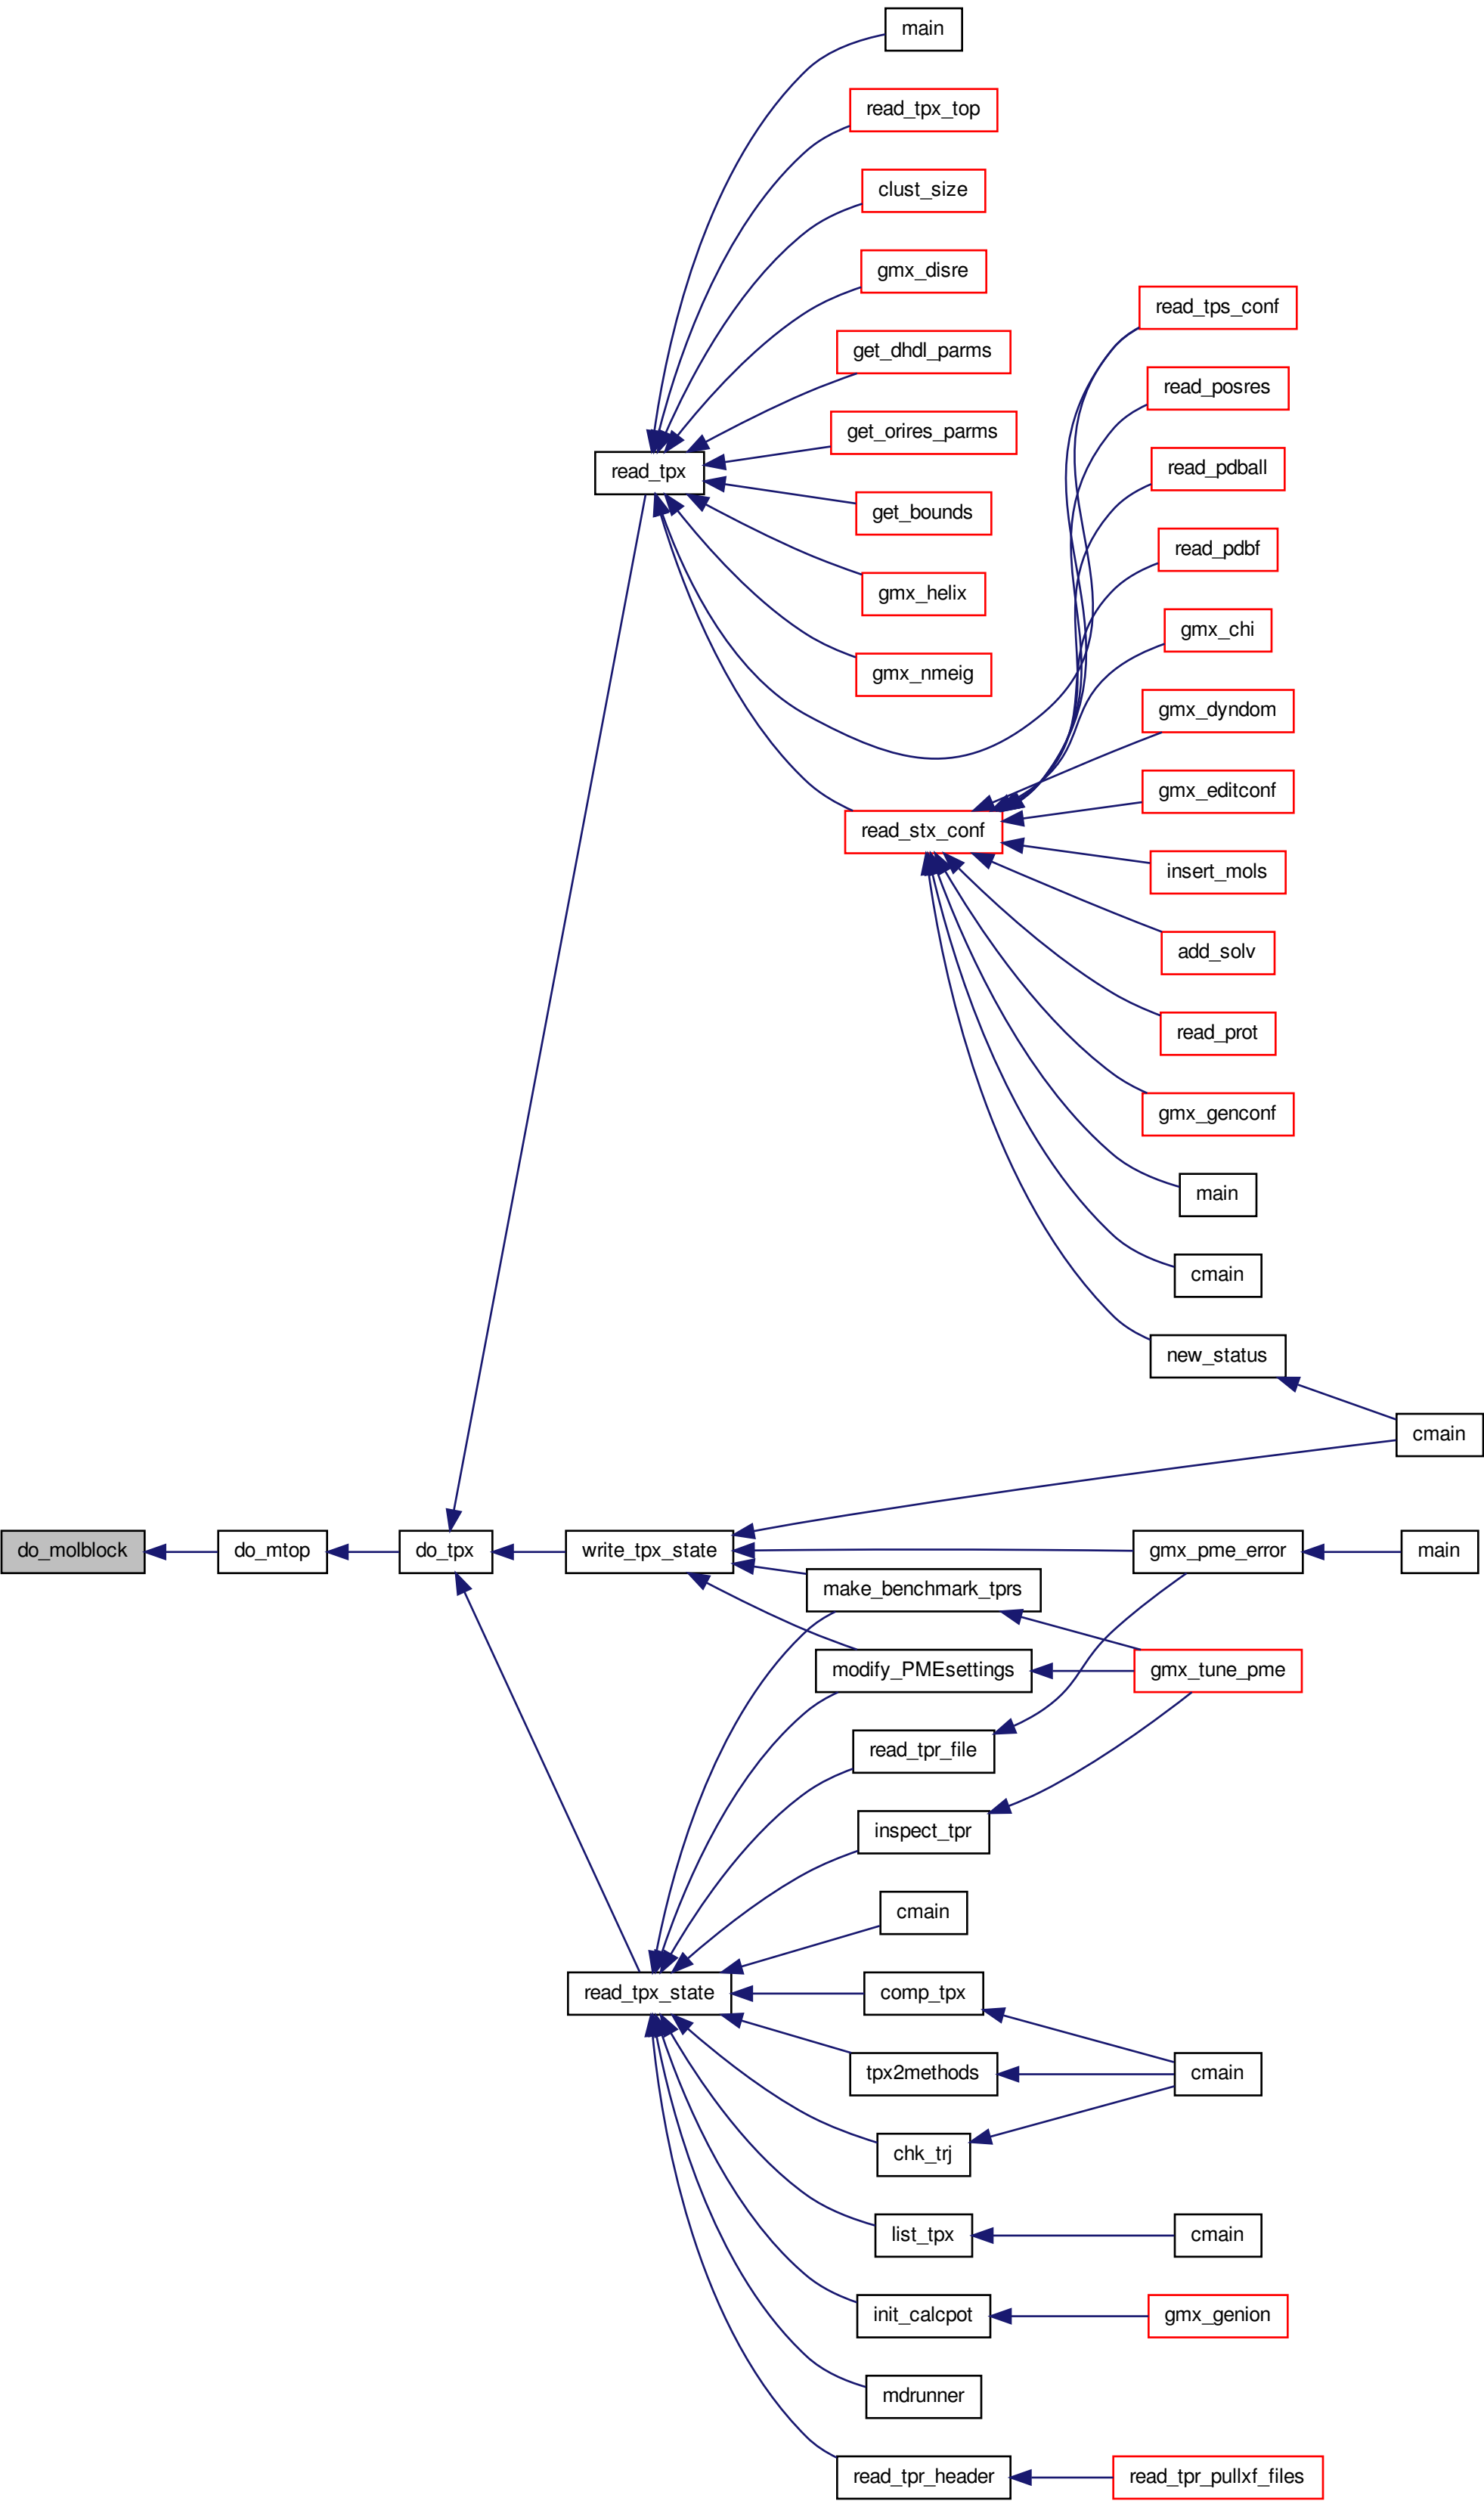 main
read_tpx_top
clust_size
gmx_disre
read_tps_conf
get_dhdl_parms
read_posres
get_orires_parms
read_tpx
read_pdball
get_bounds
read_pdbf
gmx_helix
gmx_chi
gmx_nmeig
gmx_dyndom
gmx_editconf
read_stx_conf
insert_mols
add_solv
read_prot
gmx_genconf
main
cmain
new_status
cmain
do_molblock
do_mtop
do_tpx
write_tpx_state
gmx_pme_error
main
make_benchmark_tprs
modify_PMEsettings
gmx_tune_pme
read_tpr_file
inspect_tpr
cmain
read_tpx_state
comp_tpx
tpx2methods
cmain
chk_trj
list_tpx
cmain
init_calcpot
gmx_genion
mdrunner
read_tpr_header
read_tpr_pullxf_files